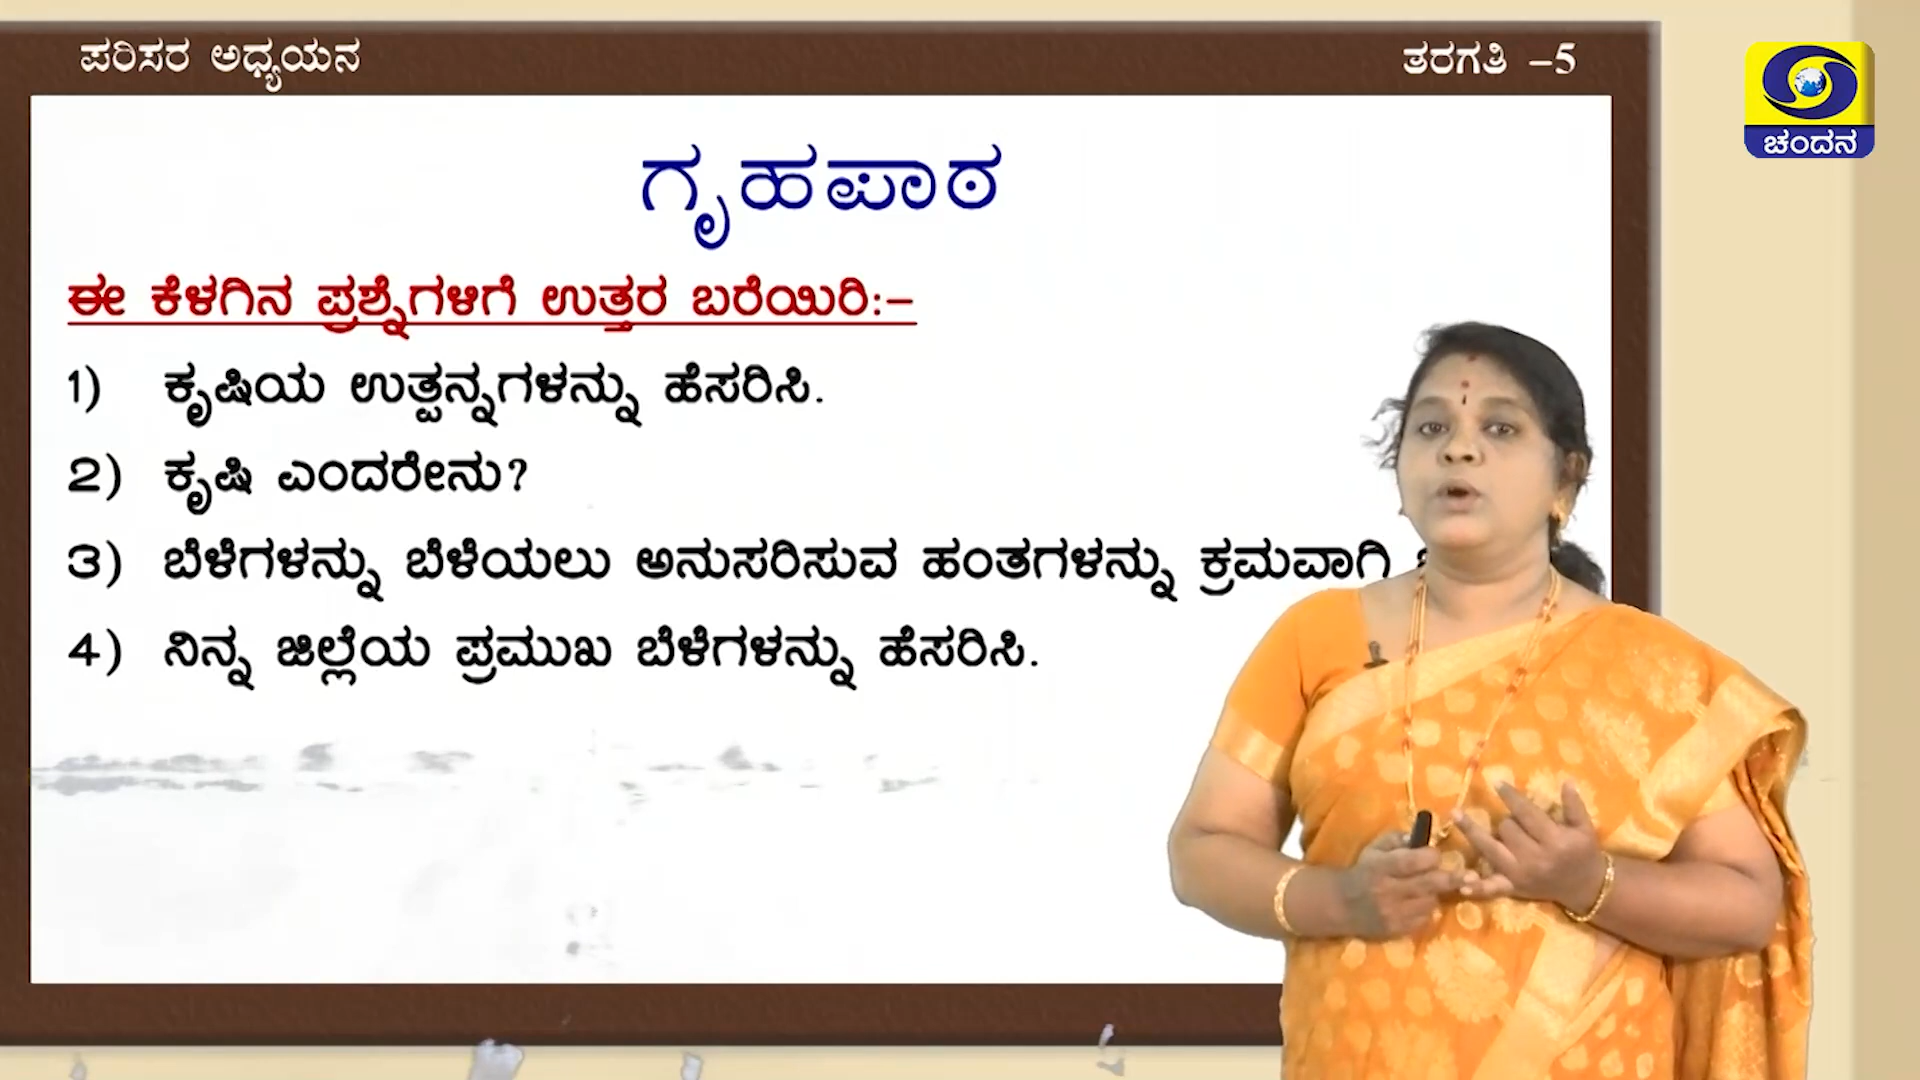 ಪರಿಸರ ಅಧ್ಯಯನ
ತರಗತಿ –5
ಚಂದನ
ಗೃಹಪಾಠ
ಈ ಕೆಳಗಿನ ಪ್ರಶ್ನೆಗಳಿಗೆ ಉತ್ತರ ಬರೆಯಿರಿ:–
1) ಕೃಷಿಯ ಉತ್ಪನ್ನಗಳನ್ನು ಹೆಸರಿಸಿ.
2) ಕೃಷಿ ಎಂದರೇನು?
3) ಬೆಳೆಗಳನ್ನು ಬೆಳೆಯಲು ಅನುಸರಿಸುವ ಹಂತಗಳನ್ನು ಕ್ರಮವಾಗಿ
4) ನಿನ್ನ ಜಿಲ್ಲೆಯ ಪ್ರಮುಖ ಬೆಳೆಗಳನ್ನು ಹೆಸರಿಸಿ.